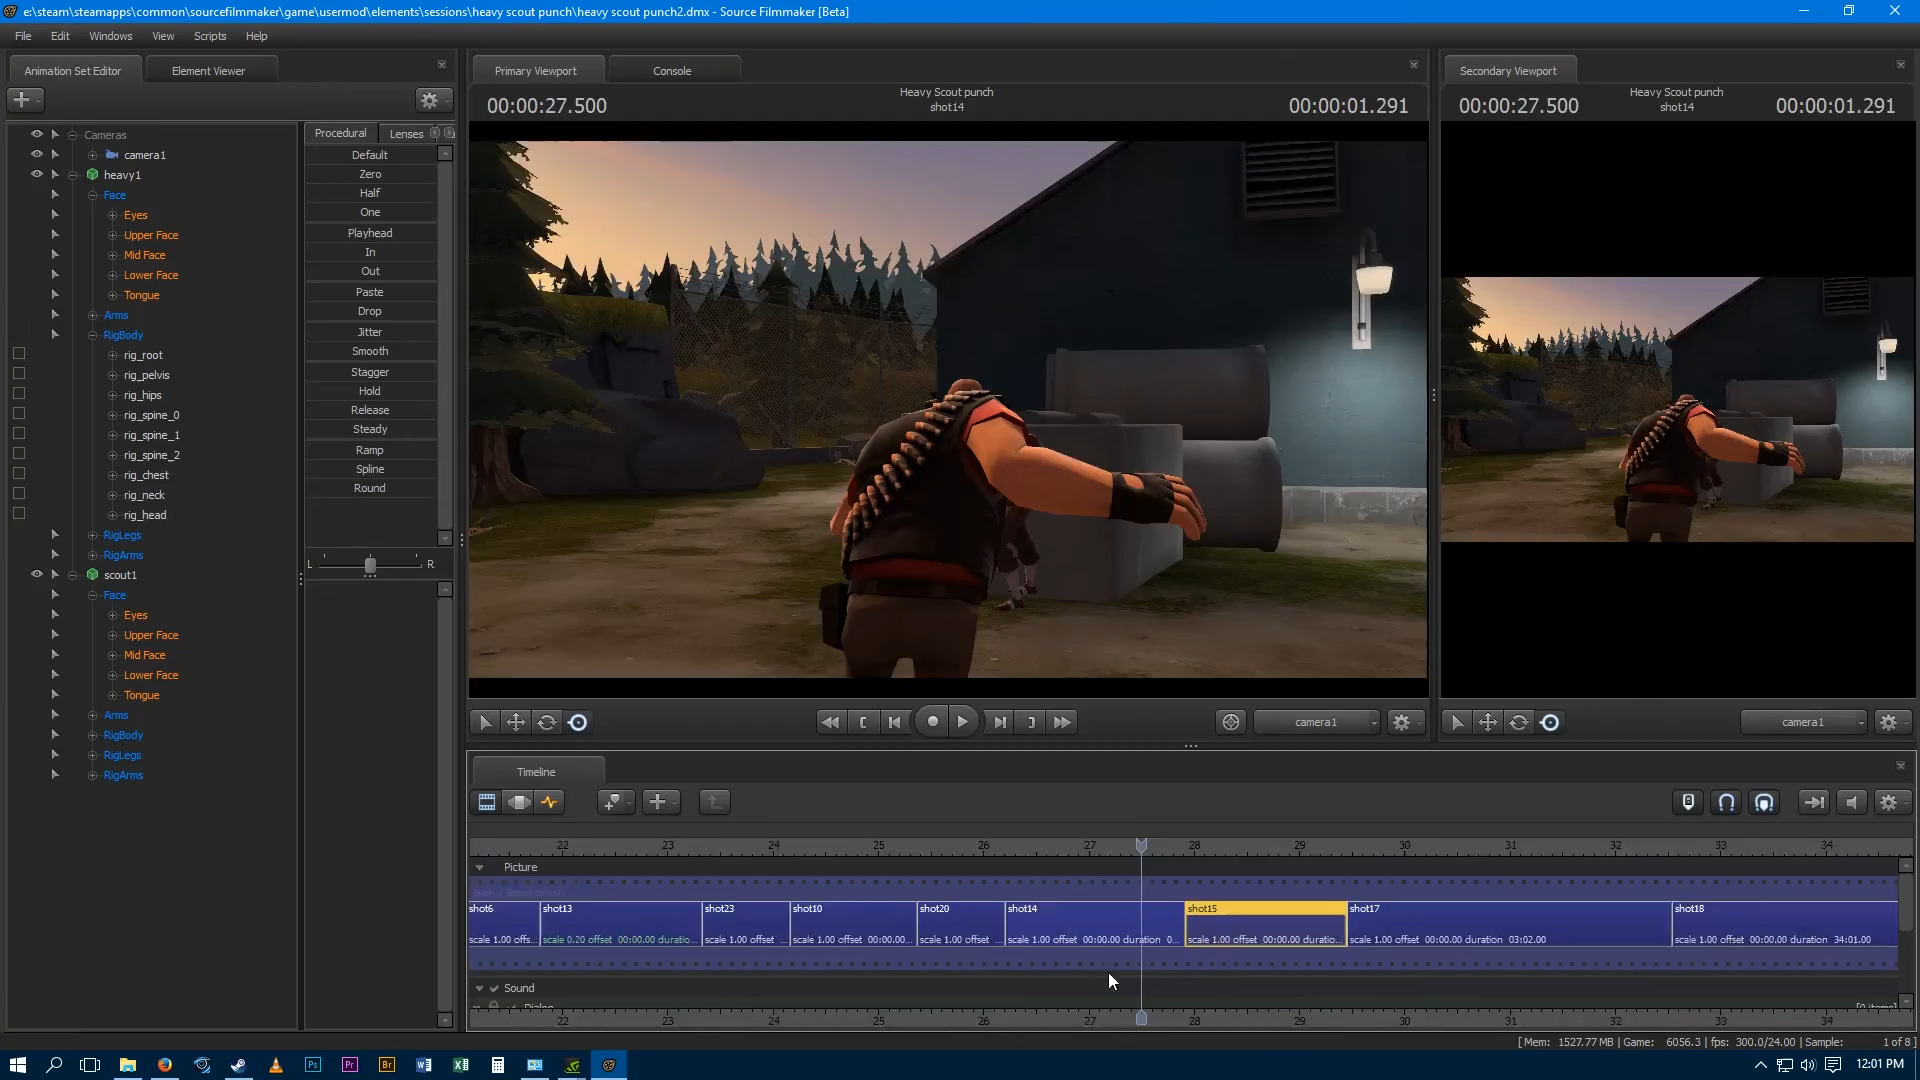 e:\steam\steamapps\common\sourcefilmmaker\game\usermod\elements\sessions\heavy scout punch\heavy scout punch2.dmx - Source Filmmaker [Beta]
File Edit Windows View Scripts Help
Animation Set Editor Element Viewer
Cameras
camera1
heavy1
Face
Eyes
Upper Face
Mid Face
Lower Face
Tongue
Arms
RigBody
rig_root
rig_pelvis
rig_hips
rig_spine_0
rig_spine_1
rig_spine_2
rig_chest
rig_neck
rig_head
RigLegs
RigArms
scout1
Face
Eyes
Upper Face
Mid Face
Lower Face
Tongue
Arms
RigBody
RigLegs
RigArms
Procedural Lenses
Default
Zero
Half
One
Playhead
In
Out
Paste
Drop
Jitter
Smooth
Stagger
Hold
Release
Steady
Ramp
Spline
Round
L R
Primary Viewport Console
00:00:27.500 Heavy Scout punch 00:00:01.291
shot14
camera1
Secondary Viewport
00:00:27.500 Heavy Scout punch 00:00:01.291
shot14
camera1
Timeline
22 23 24 25 26 27 28 29 30 31 32 33 34
Picture
shot6 shot13 shot23 shot10 shot20 shot14 shot15 shot17 shot18
scale 1.00 offs... scale 0.20 offset 00:00.00 duratio... scale 1.00 offset ... scale 1.00 offset 00:00.00... scale 1.00 offset ... scale 1.00 offset 00:00.00 duration 0... scale 1.00 offset 00:00.00 duratio... scale 1.00 offset 00:00.00 duration 03:02.00 scale 1.00 offset 00:00.00 duration 34:01.00
Sound
22 23 24 25 26 27 28 29 30 31 32 33 34
[ Mem: 1527.77 MB | Game: 6056.3 | fps: 300.0/24.00 | Sample: 1 of 8 ]
Ps Pr Br
12:01 PM